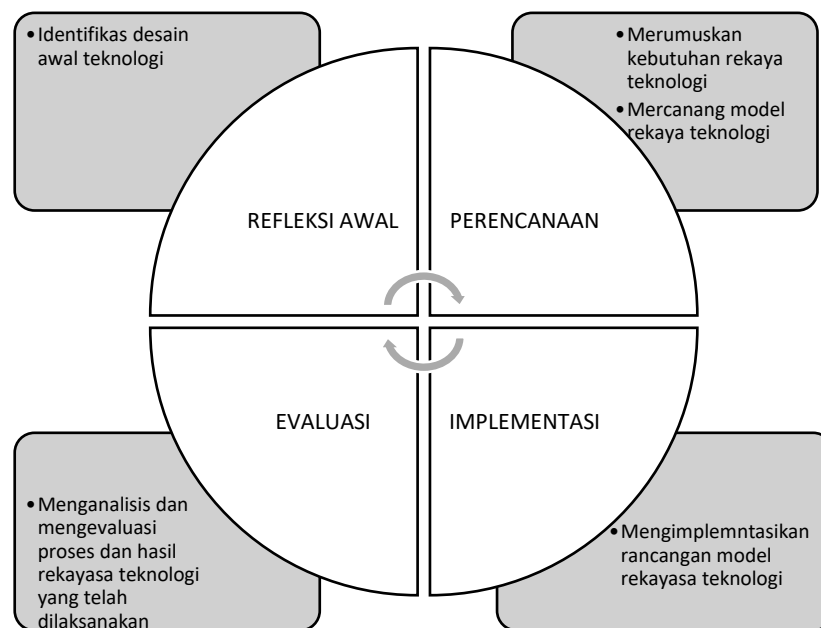 •Identifikas desain
awal teknologi
•Merumuskan
kebutuhan rekaya
teknologi
•Mercanang model
rekaya teknologi
REFLEKSI AWAL
PERENCANAAN
EVALUASI
IMPLEMENTASI
•Menganalisis dan
mengevaluasi
proses dan hasil
rekayasa teknologi
yang telah
dilaksanakan
•Mengimplemntasikan
rancangan model
rekayasa teknologi